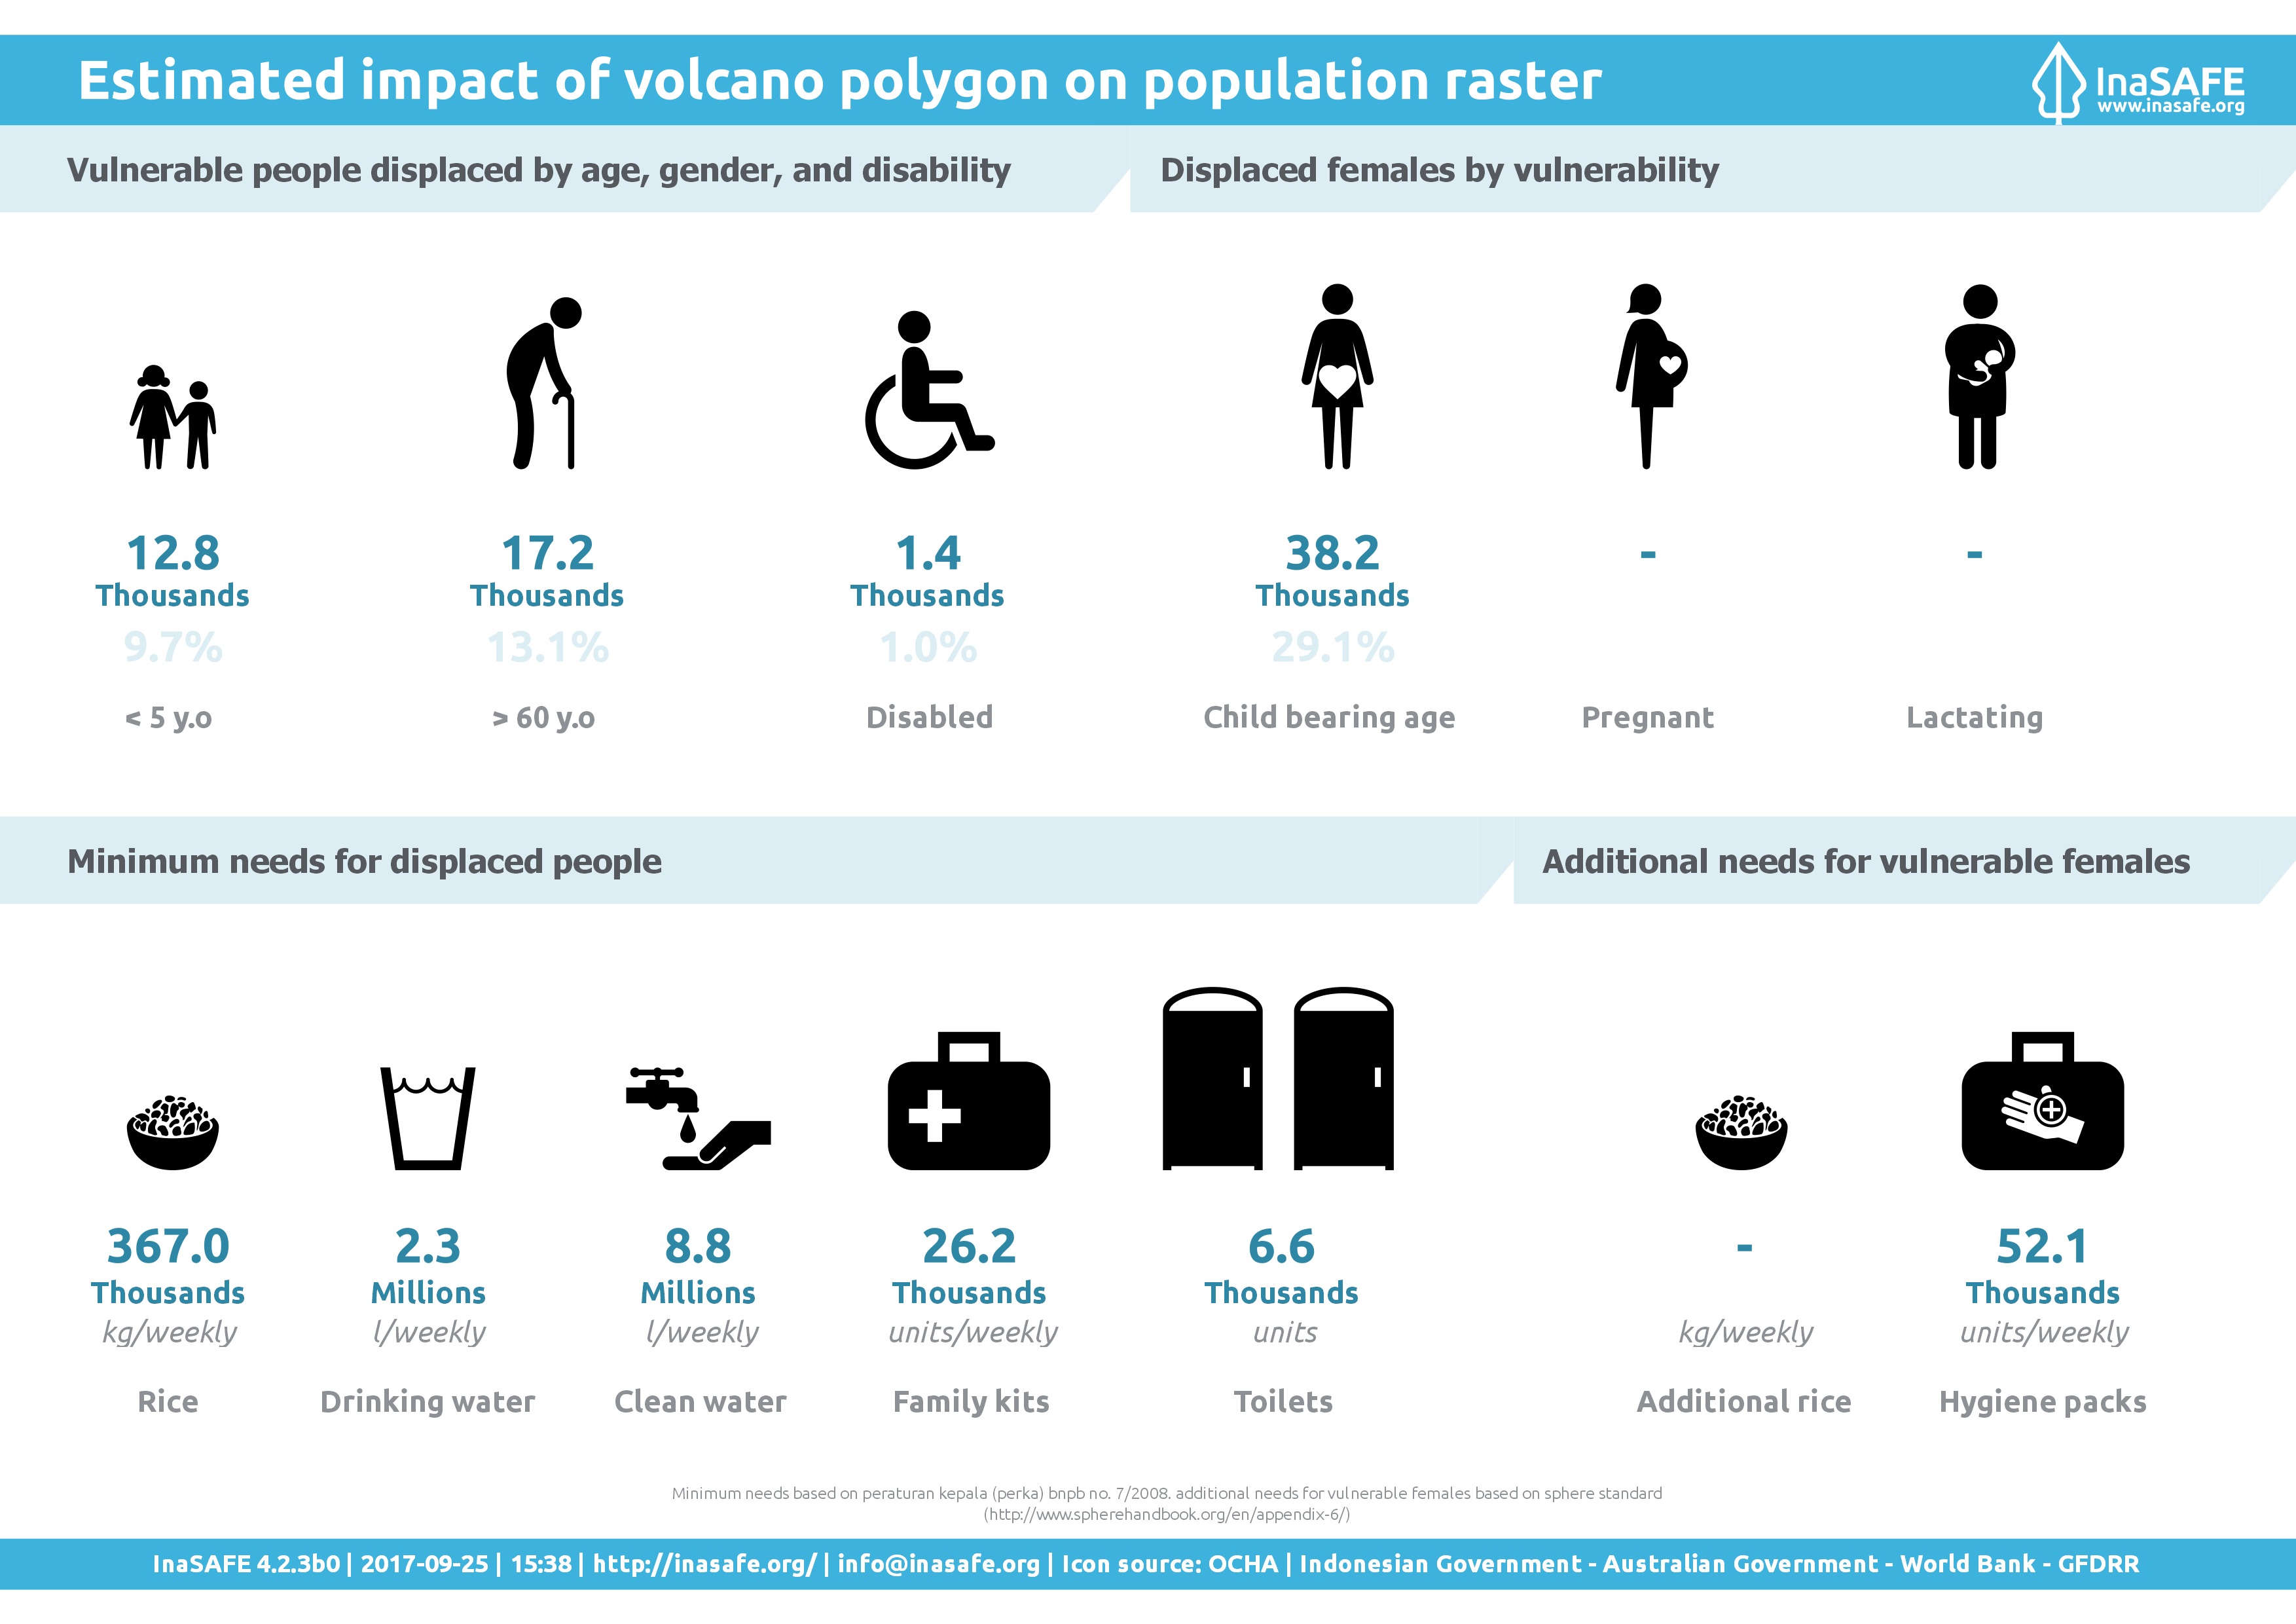 Estimated impact of volcano polygon on population raster
InaSAFE
www.inasafe.org
Vulnerable people displaced by age, gender, and disability
Displaced females by vulnerability
12.8
Thousands
9.7%
< 5 y.o
17.2
Thousands
13.1%
> 60 y.o
1.4
Thousands
1.0%
Disabled
38.2
Thousands
29.1%
Child bearing age
-
Pregnant
-
Lactating
Minimum needs for displaced people
Additional needs for vulnerable females
367.0
Thousands
kg/weekly
Rice
2.3
Millions
l/weekly
Drinking water
8.8
Millions
l/weekly
Clean water
26.2
Thousands
units/weekly
Family kits
6.6
Thousands
units
Toilets
-
kg/weekly
Additional rice
52.1
Thousands
units/weekly
Hygiene packs
Minimum needs based on peraturan kepala (perka) bnpb no. 7/2008. additional needs for vulnerable females based on sphere standard
(http://www.spherehandbook.org/en/appendix-6/)
InaSAFE 4.2.3b0 | 2017-09-25 | 15:38 | http://inasafe.org/ | info@inasafe.org | Icon source: OCHA | Indonesian Government - Australian Government - World Bank - GFDRR